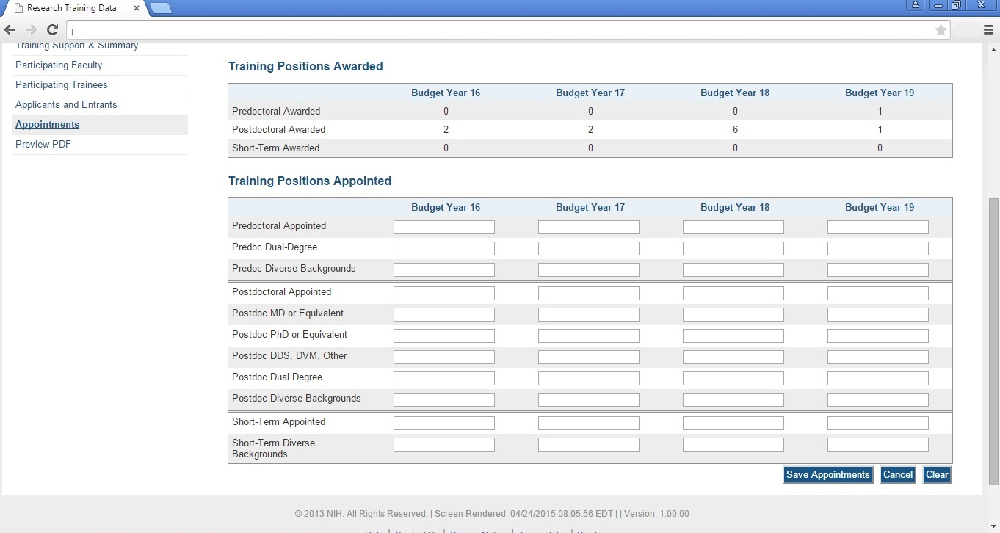 Research Training Data
Training Support & Summary
Participating Faculty
Participating Trainees
Applicants and Entrants
Appointments
Preview PDF
Training Positions Awarded
Budget Year 16 Budget Year 17 Budget Year 18 Budget Year 19
Predoctoral Awarded 0 0 0 1
Postdoctoral Awarded 2 2 6 1
Short-Term Awarded 0 0 0 0
Training Positions Appointed
Budget Year 16 Budget Year 17 Budget Year 18 Budget Year 19
Predoctoral Appointed
Predoc Dual-Degree
Predoc Diverse Backgrounds
Postdoctoral Appointed
Postdoc MD or Equivalent
Postdoc PhD or Equivalent
Postdoc DDS, DVM, Other
Postdoc Dual Degree
Postdoc Diverse Backgrounds
Short-Term Appointed
Short-Term Diverse
Backgrounds
Save Appointments Cancel Clear
© 2013 NIH. All Rights Reserved. | Screen Rendered: 04/24/2015 08:05:56 EDT | | Version: 1.00.00